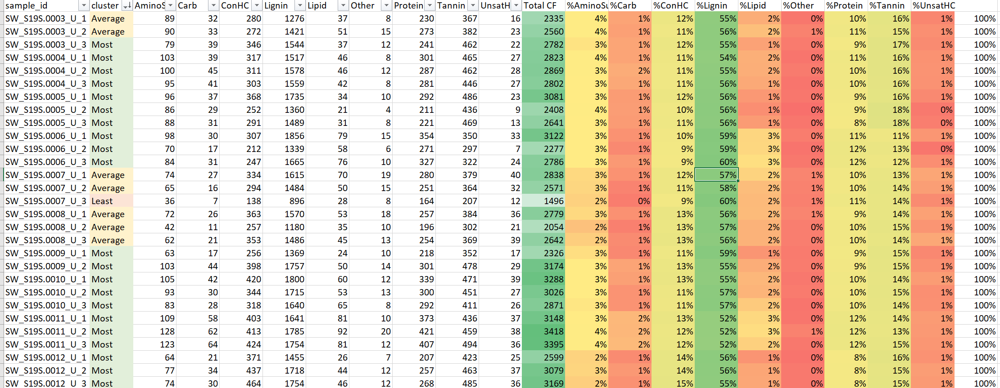 sample_id cluster AminoS Carb ConHC Lignin Lipid Other Protein Tannin UnsatH Total CF %AminoSu %Carb %ConHC %Lignin %Lipid %Other %Protein %Tannin %UnsatHC
SW_S19S.0003_U_1 Average 89 32 280 1276 37 8 230 367 16 2335 4% 1% 12% 55% 2% 0% 10% 16% 1% 100%
SW_S19S.0003_U_2 Average 90 33 272 1421 51 15 273 382 23 2560 4% 1% 11% 56% 2% 1% 11% 15% 1% 100%
SW_S19S.0003_U_3 Most 79 39 346 1544 37 12 241 462 22 2782 3% 1% 12% 55% 1% 0% 9% 17% 1% 100%
SW_S19S.0004_U_1 Most 103 39 317 1517 46 8 301 465 27 2823 4% 1% 11% 54% 2% 0% 11% 16% 1% 100%
SW_S19S.0004_U_2 Most 100 45 311 1578 46 12 287 462 28 2869 3% 2% 11% 55% 2% 0% 10% 16% 1% 100%
SW_S19S.0004_U_3 Most 95 41 303 1559 42 8 281 446 27 2802 3% 1% 11% 56% 1% 0% 10% 16% 1% 100%
SW_S19S.0005_U_1 Most 96 37 368 1735 34 10 292 486 23 3081 3% 1% 12% 56% 1% 0% 9% 16% 1% 100%
SW_S19S.0005_U_2 Most 86 29 252 1360 21 4 211 436 9 2408 4% 1% 10% 56% 1% 0% 9% 18% 0% 100%
SW_S19S.0005_U_3 Most 88 31 291 1489 31 8 221 469 13 2641 3% 1% 11% 56% 1% 0% 8% 18% 0% 100%
SW_S19S.0006_U_1 Most 98 30 307 1856 79 15 354 350 33 3122 3% 1% 10% 59% 3% 0% 11% 11% 1% 100%
SW_S19S.0006_U_2 Most 70 17 212 1339 58 6 271 297 7 2277 3% 1% 9% 59% 3% 0% 12% 13% 0% 100%
SW_S19S.0006_U_3 Most 84 31 247 1665 76 10 327 322 24 2786 3% 1% 9% 60% 3% 0% 12% 12% 1% 100%
SW_S19S.0007_U_1 Average 74 27 334 1615 70 19 280 379 40 2838 3% 1% 12% 57% 2% 1% 10% 13% 1% 100%
SW_S19S.0007_U_2 Average 65 16 294 1484 50 15 251 364 32 2571 3% 1% 11% 58% 2% 1% 10% 14% 1% 100%
SW_S19S.0007_U_3 Least 36 7 138 896 28 8 164 207 12 1496 2% 0% 9% 60% 2% 1% 11% 14% 1% 100%
SW_S19S.0008_U_1 Average 72 26 363 1570 53 18 257 384 36 2779 3% 1% 13% 56% 2% 1% 9% 14% 1% 100%
SW_S19S.0008_U_2 Average 42 11 257 1180 35 10 196 302 21 2054 2% 1% 13% 57% 2% 0% 10% 15% 1% 100%
SW_S19S.0008_U_3 Average 62 21 353 1486 45 13 254 369 39 2642 2% 1% 13% 56% 2% 0% 10% 14% 1% 100%
SW_S19S.0009_U_1 Most 63 17 256 1369 24 10 218 352 17 2326 3% 1% 11% 59% 1% 0% 9% 15% 1% 100%
SW_S19S.0009_U_2 Most 103 44 398 1757 50 14 301 478 29 3174 3% 1% 13% 55% 2% 0% 9% 15% 1% 100%
SW_S19S.0010_U_1 Most 105 42 420 1800 60 12 339 471 39 3288 3% 1% 13% 55% 2% 0% 10% 14% 1% 100%
SW_S19S.0010_U_2 Most 93 30 344 1715 53 13 300 451 27 3026 3% 1% 11% 57% 2% 0% 10% 15% 1% 100%
SW_S19S.0010_U_3 Most 83 28 318 1640 65 8 292 411 26 2871 3% 1% 11% 57% 2% 0% 10% 14% 1% 100%
SW_S19S.0011_U_1 Most 109 58 403 1641 81 10 373 436 37 3148 3% 2% 13% 52% 3% 0% 12% 14% 1% 100%
SW_S19S.0011_U_2 Most 128 62 413 1785 92 20 421 459 38 3418 4% 2% 12% 52% 3% 1% 12% 13% 1% 100%
SW_S19S.0011_U_3 Most 123 64 424 1754 81 12 407 494 36 3395 4% 2% 12% 52% 2% 0% 12% 15% 1% 100%
SW_S19S.0012_U_1 Most 64 21 371 1455 26 7 207 423 25 2599 2% 1% 14% 56% 1% 0% 8% 16% 1% 100%
SW_S19S.0012_U_2 Most 77 34 437 1718 44 12 257 463 37 3079 3% 1% 14% 56% 1% 0% 8% 15% 1% 100%
SW_S19S.0012_U_3 Most 74 30 464 1754 46 12 268 485 36 3169 2% 1% 15% 55% 1% 0% 8% 15% 1% 100%